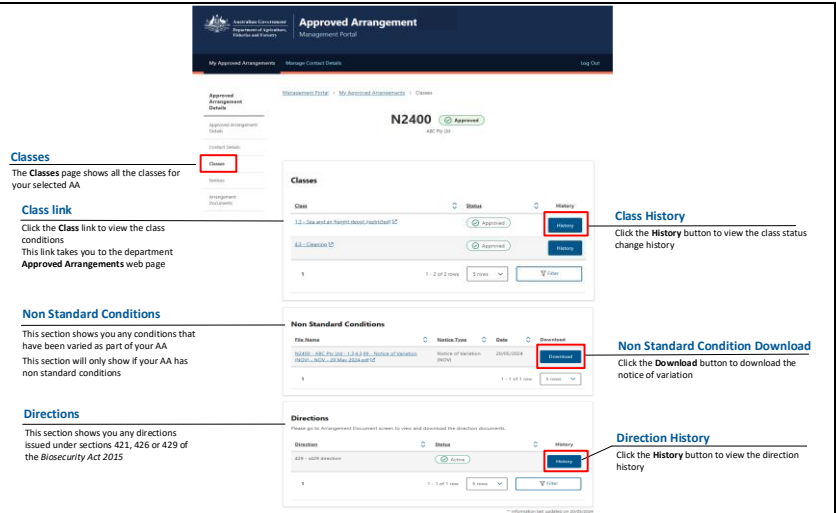 Australian Government
Department of Agriculture,
Fisheries and Forestry
Approved Arrangement
Management Portal
My Approved Arrangements
Manage Contact Details
Log Out
Approved
Arrangement
Details
Approved Arrangement
Details
Contact Details
Classes
Devices
Arrangement
Documents
Management Portal > My Approved Arrangements > Classes
N2400
Approved
ABC Pty Ltd
Classes
The Classes page shows all the classes for
your selected AA
Class link
Click the Class link to view the class
conditions
This link takes you to the department
Approved Arrangements web page
Classes
Class Status History
1.3 - Sea and air freight depot (restricted) Approved History
4.3 - Cleaning Approved History
1 1 - 2 of 2 rows 5 rows Filter
Class History
Click the History button to view the class status
change history
Non Standard Conditions
This section shows you any conditions that
have been varied as part of your AA
This section will only show if your AA has
non standard conditions
Non Standard Conditions
File Name Notice Type Date Download
N2400 - ABC Pty Ltd - 1.3 4.3 99 - Notice of Variation
(NOV) - NOV - 20 May 2024.pdf
Notice of Variation
(NOV)
20/05/2024
Download
1 1 - 1 of 1 row 5 rows
Non Standard Condition Download
Click the Download button to download the
notice of variation
Directions
This section shows you any directions
issued under sections 421, 426 or 429 of
the Biosecurity Act 2015
Directions
Please go to Arrangement Document screen to view and download the direction documents.
Direction Status History
429 - s429 direction Active History
1 1 - 1 of 1 row 5 rows Filter
Direction History
Click the History button to view the direction
history